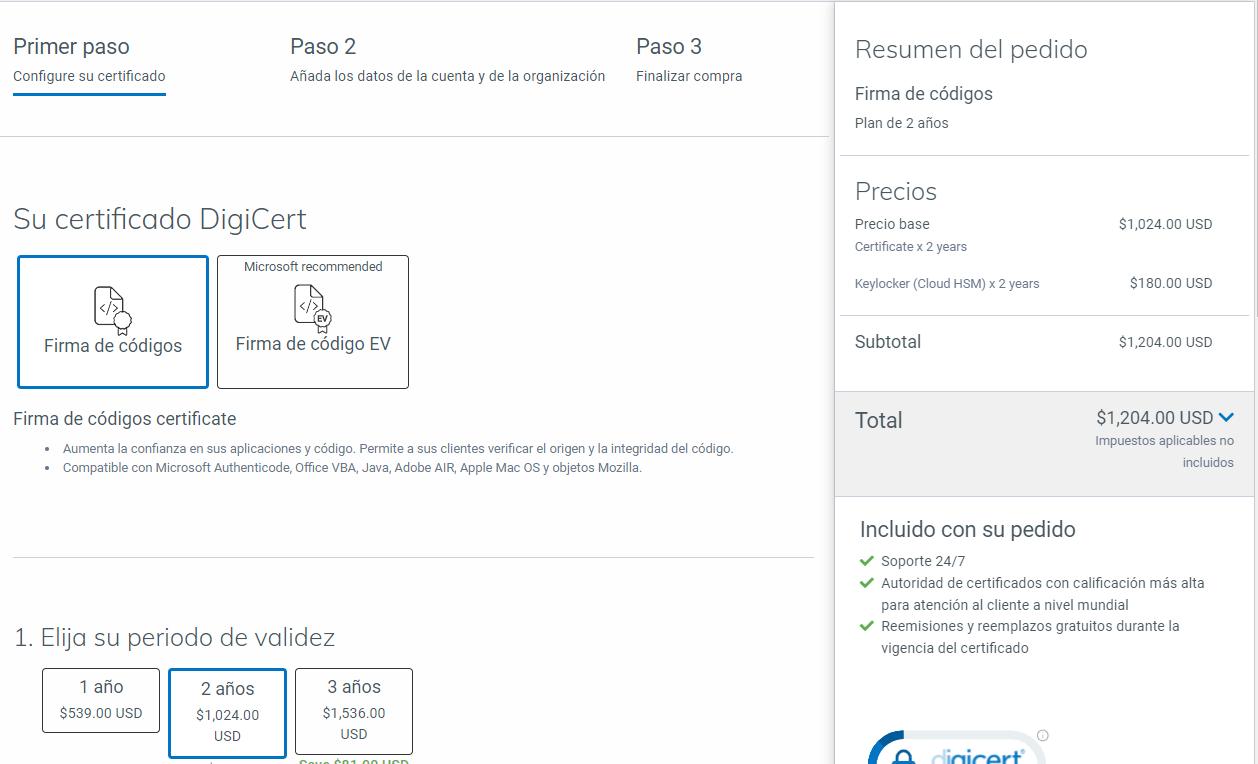 Primer paso
Configure su certificado
Paso 2
Añada los datos de la cuenta y de la organización
Paso 3
Finalizar compra
Su certificado DigiCert
Firma de códigos
Microsoft recommended
EV
Firma de código EV
Firma de códigos certificate
Aumenta la confianza en sus aplicaciones y código. Permite a sus clientes verificar el origen y la integridad del código.
Compatible con Microsoft Authenticode, Office VBA, Java, Adobe AIR, Apple Mac OS y objetos Mozilla.
1. Elija su periodo de validez
1 año
$539.00 USD
2 años
$1,024.00
USD
3 años
$1,536.00
USD
Save $81.00 USD
Resumen del pedido
Firma de códigos
Plan de 2 años
Precios
Precio base $1,024.00 USD
Certificate x 2 years
Keylocker (Cloud HSM) x 2 years $180.00 USD
Subtotal $1,204.00 USD
Total $1,204.00 USD
Impuestos aplicables no
incluidos
Incluido con su pedido
Soporte 24/7
Autoridad de certificados con calificación más alta
para atención al cliente a nivel mundial
Reemisiones y reemplazos gratuitos durante la
vigencia del certificado
digicert®